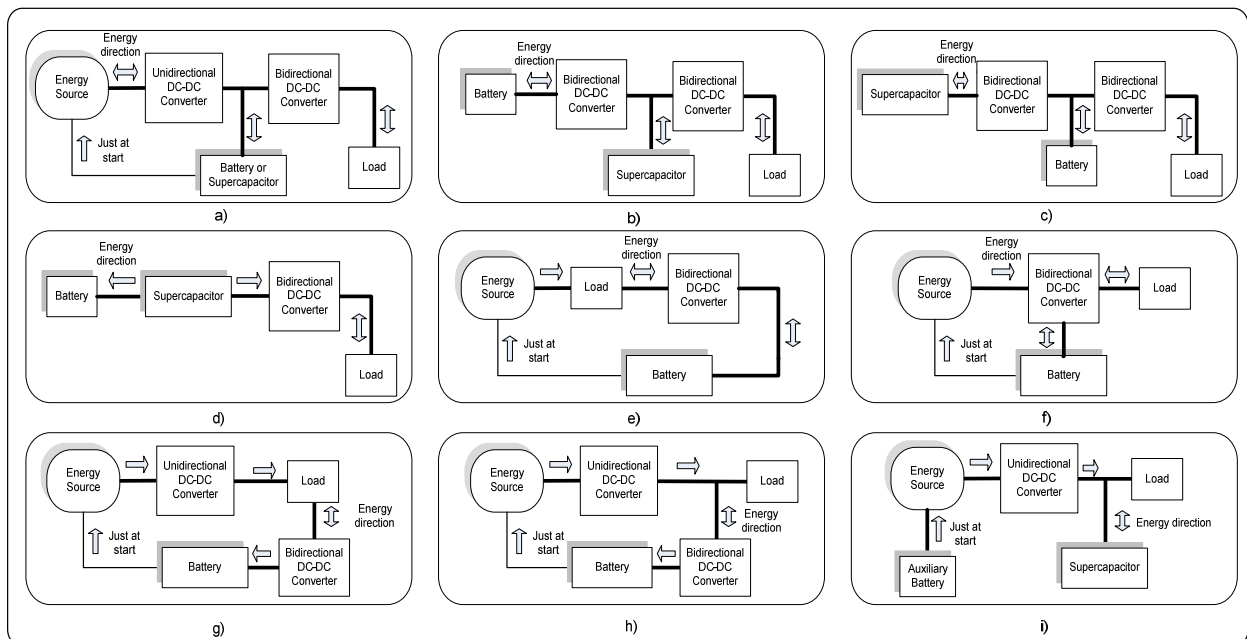 Energy
direction
Energy
Source
Unidirectional
DC-DC
Converter
Bidirectional
DC-DC
Converter
Just at
start
Battery or
Supercapacitor
Load
a)
Energy
direction
Battery
Bidirectional
DC-DC
Converter
Bidirectional
DC-DC
Converter
Supercapacitor
Load
b)
Energy
direction
Supercapacitor
Bidirectional
DC-DC
Converter
Bidirectional
DC-DC
Converter
Battery
Load
c)
Energy
direction
Battery
Supercapacitor
Bidirectional
DC-DC
Converter
Load
d)
Energy
direction
Energy
Source
Load
Bidirectional
DC-DC
Converter
Just at
start
Battery
e)
Energy
direction
Energy
Source
Bidirectional
DC-DC
Converter
Load
Just at
start
Battery
f)
Energy
Source
Unidirectional
DC-DC
Converter
Load
Energy
direction
Just at
start
Battery
Bidirectional
DC-DC
Converter
g)
Energy
Source
Unidirectional
DC-DC
Converter
Load
Energy
direction
Just at
start
Battery
Bidirectional
DC-DC
Converter
h)
Energy
Source
Unidirectional
DC-DC
Converter
Load
Just at
start
Energy direction
Auxiliary
Battery
Supercapacitor
i)